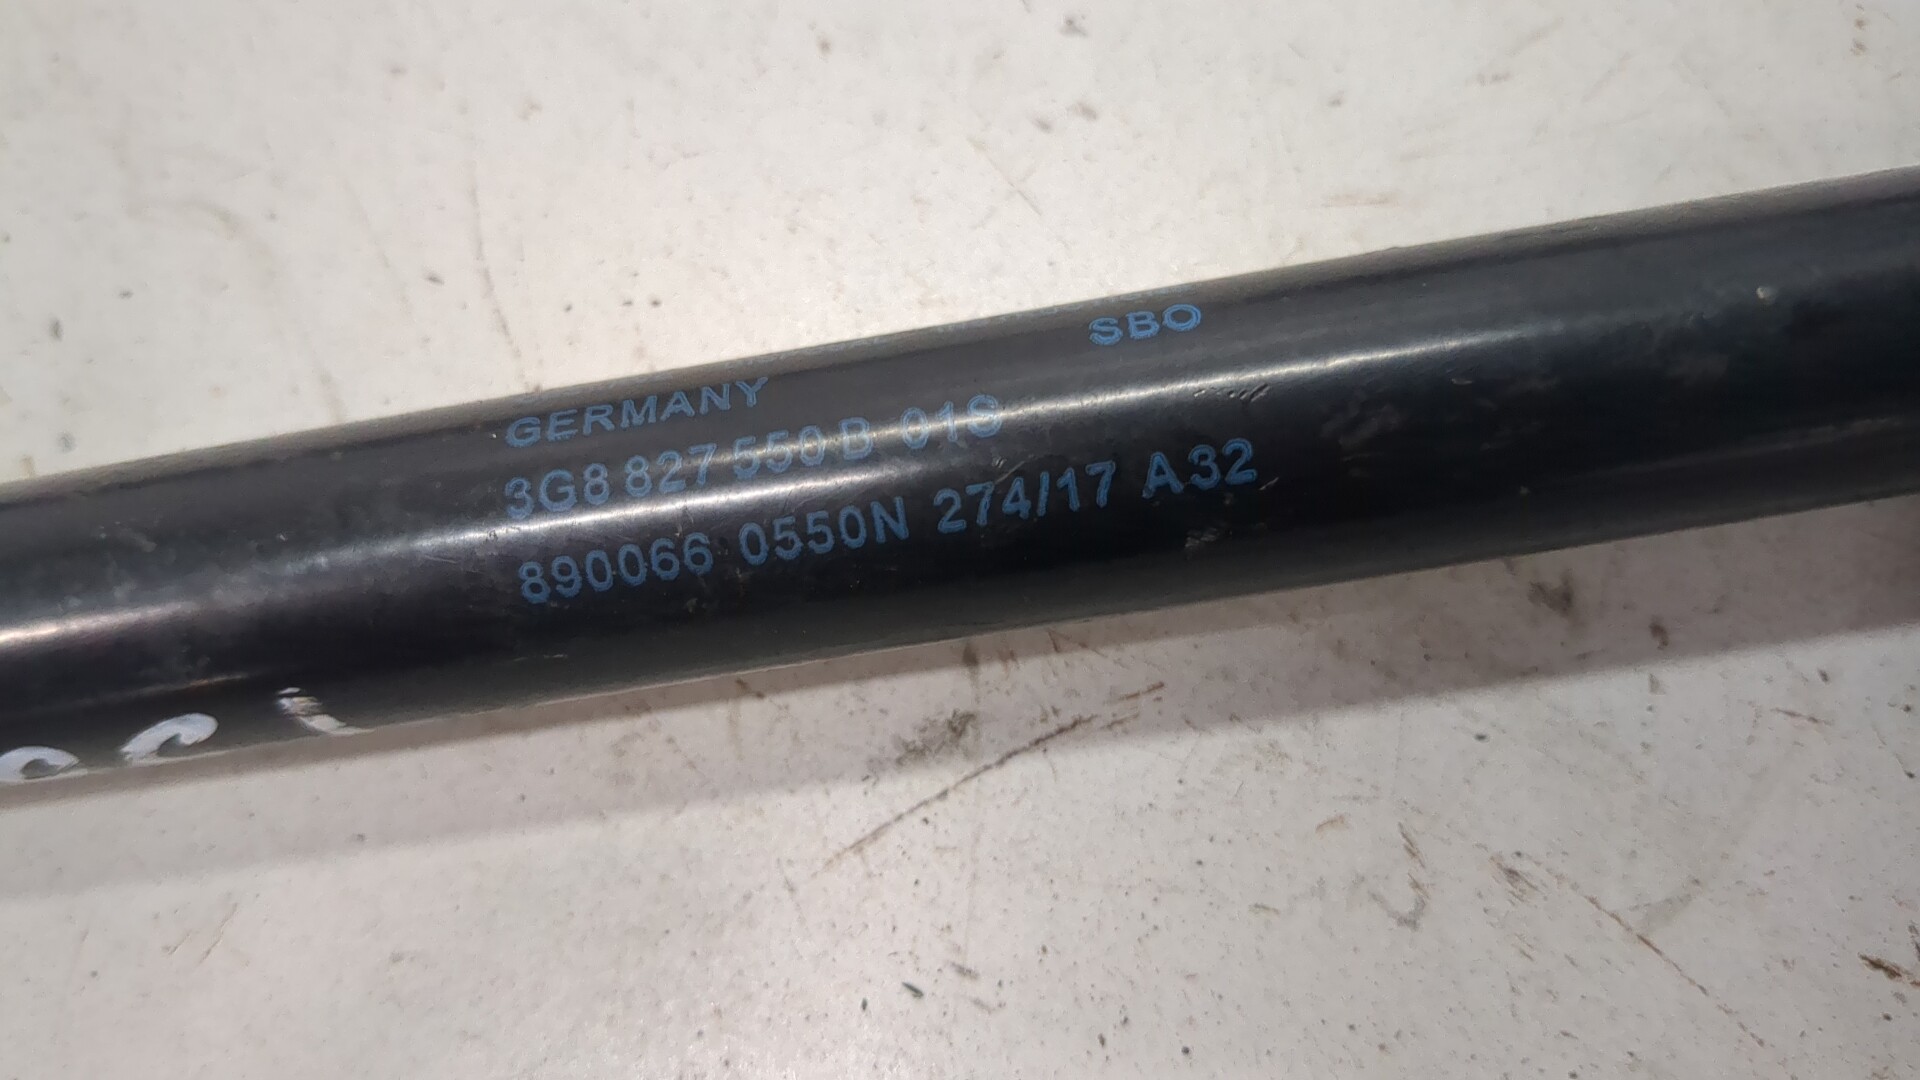 SBO
GERMANY
3G8 827 550 B 01S
890066 0550N 274/17 A32